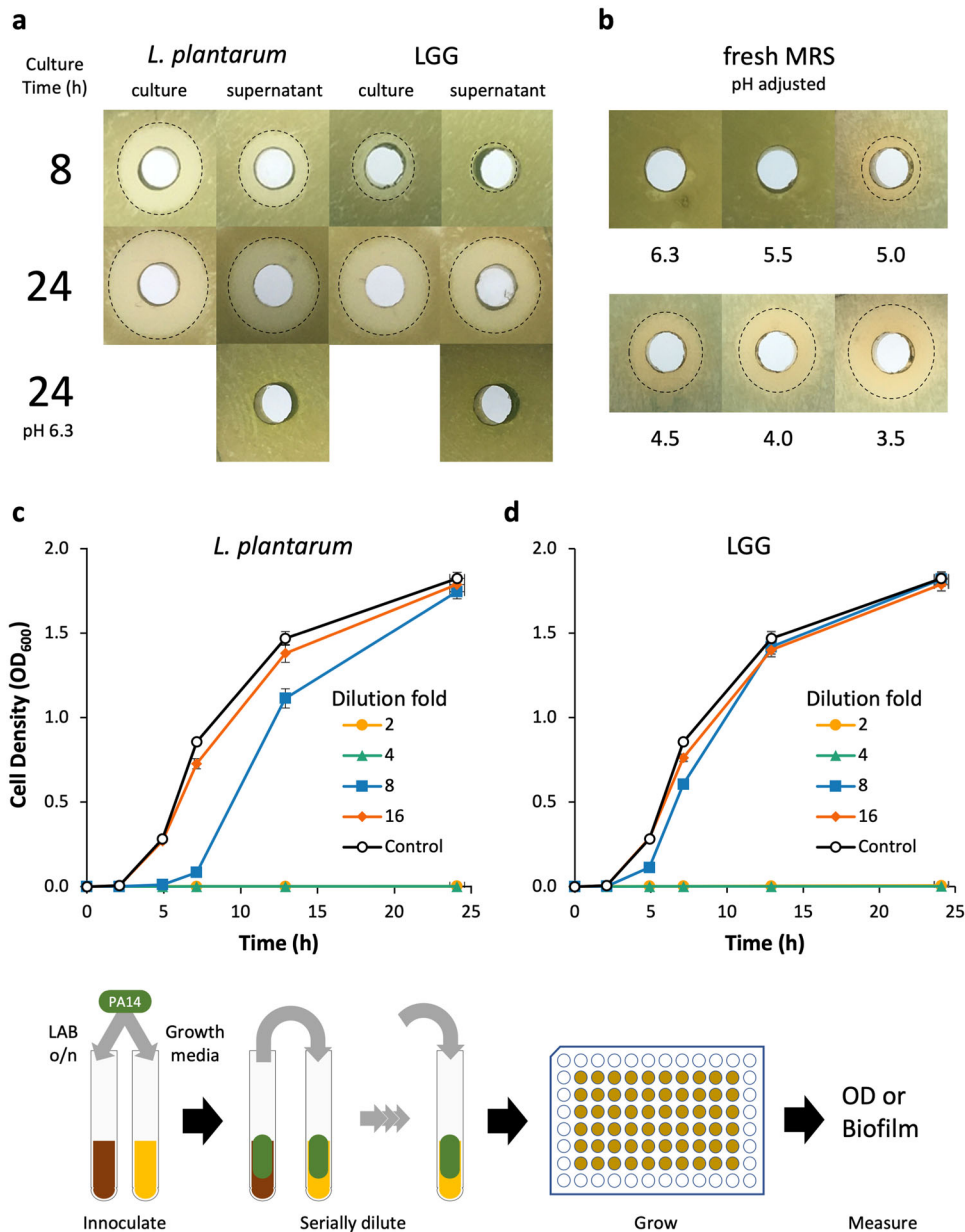 a
Culture
Time (h)
L. plantarum
LGG
culture
supernatant
culture
supernatant
8
24
24
pH 6.3
b
fresh MRS
pH adjusted
6.3
5.5
5.0
4.5
4.0
3.5
c
L. plantarum
Cell Density (OD600)
2.0
1.5
1.0
0.5
0.0
0
5
10
15
20
25
Time (h)
Dilution fold
2
4
8
16
Control
d
LGG
2.0
1.5
1.0
0.5
0.0
0
5
10
15
20
25
Time (h)
Dilution fold
2
4
8
16
Control
PA14
LAB
o/n
Growth
media
Innoculate
Serially dilute
Grow
OD or
Biofilm
Measure